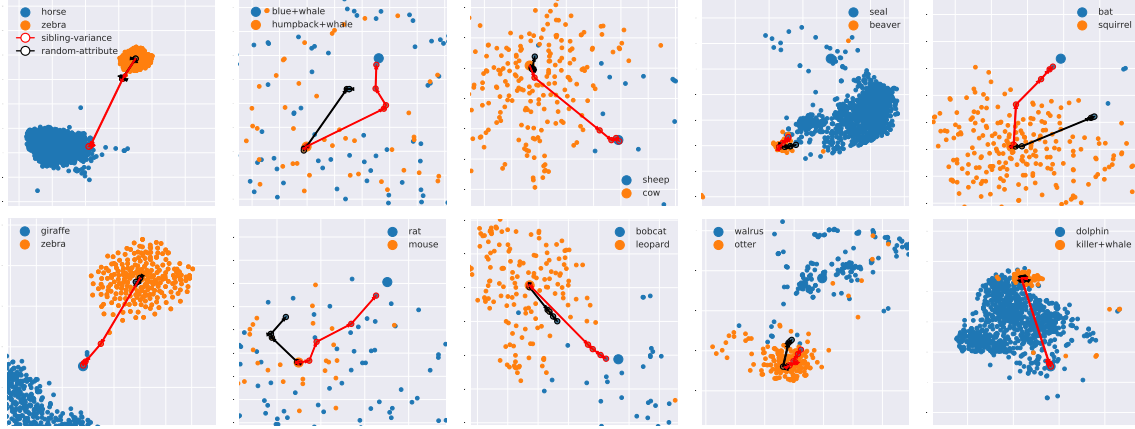 horse
zebra
sibling-variance
random-attribute
blue+whale
humpback+whale
sheep
cow
seal
beaver
bat
squirrel
giraffe
zebra
rat
mouse
bobcat
leopard
walrus
otter
dolphin
killer+whale